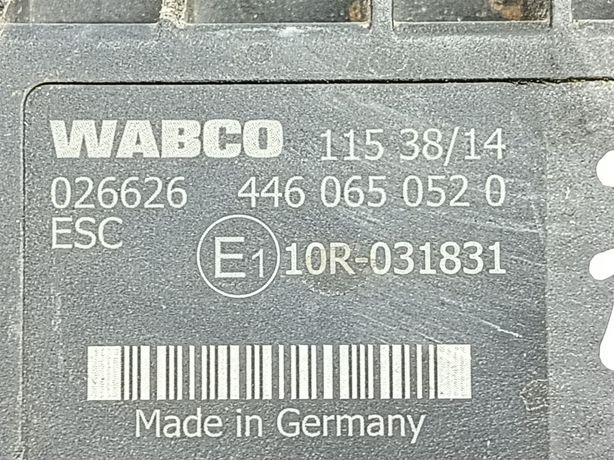 WABCO 115 38/14
026626 446 065 052 0
ESC
E1 10R-031831
Made in Germany